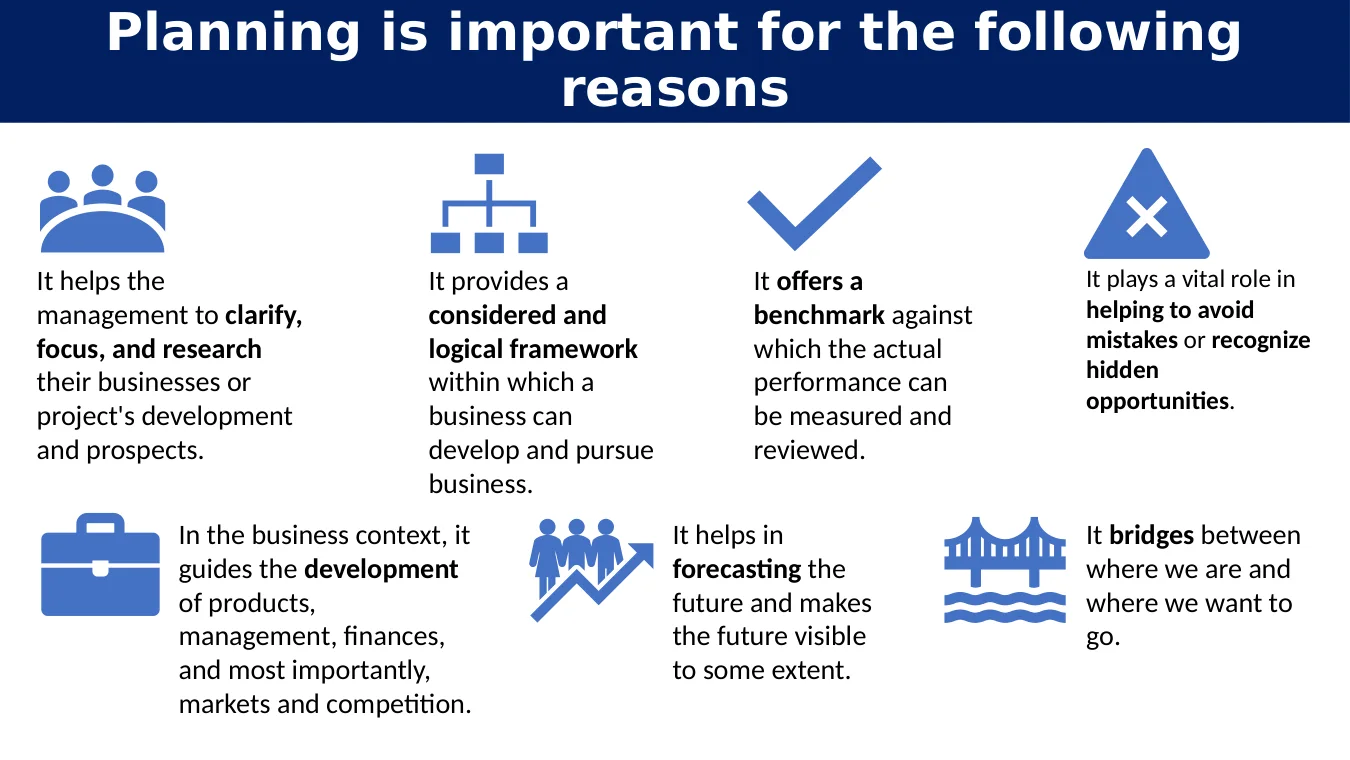 Planning is important for the following
reasons
It helps the
management to clarify,
focus, and research
their businesses or
project's development
and prospects.
It provides a
considered and
logical framework
within which a
business can
develop and pursue
business.
It offers a
benchmark against
which the actual
performance can
be measured and
reviewed.
It plays a vital role in
helping to avoid
mistakes or recognize
hidden
opportunities.
In the business context, it
guides the development
of products,
management, finances,
and most importantly,
markets and competition.
It helps in
forecasting the
future and makes
the future visible
to some extent.
It bridges between
where we are and
where we want to
go.